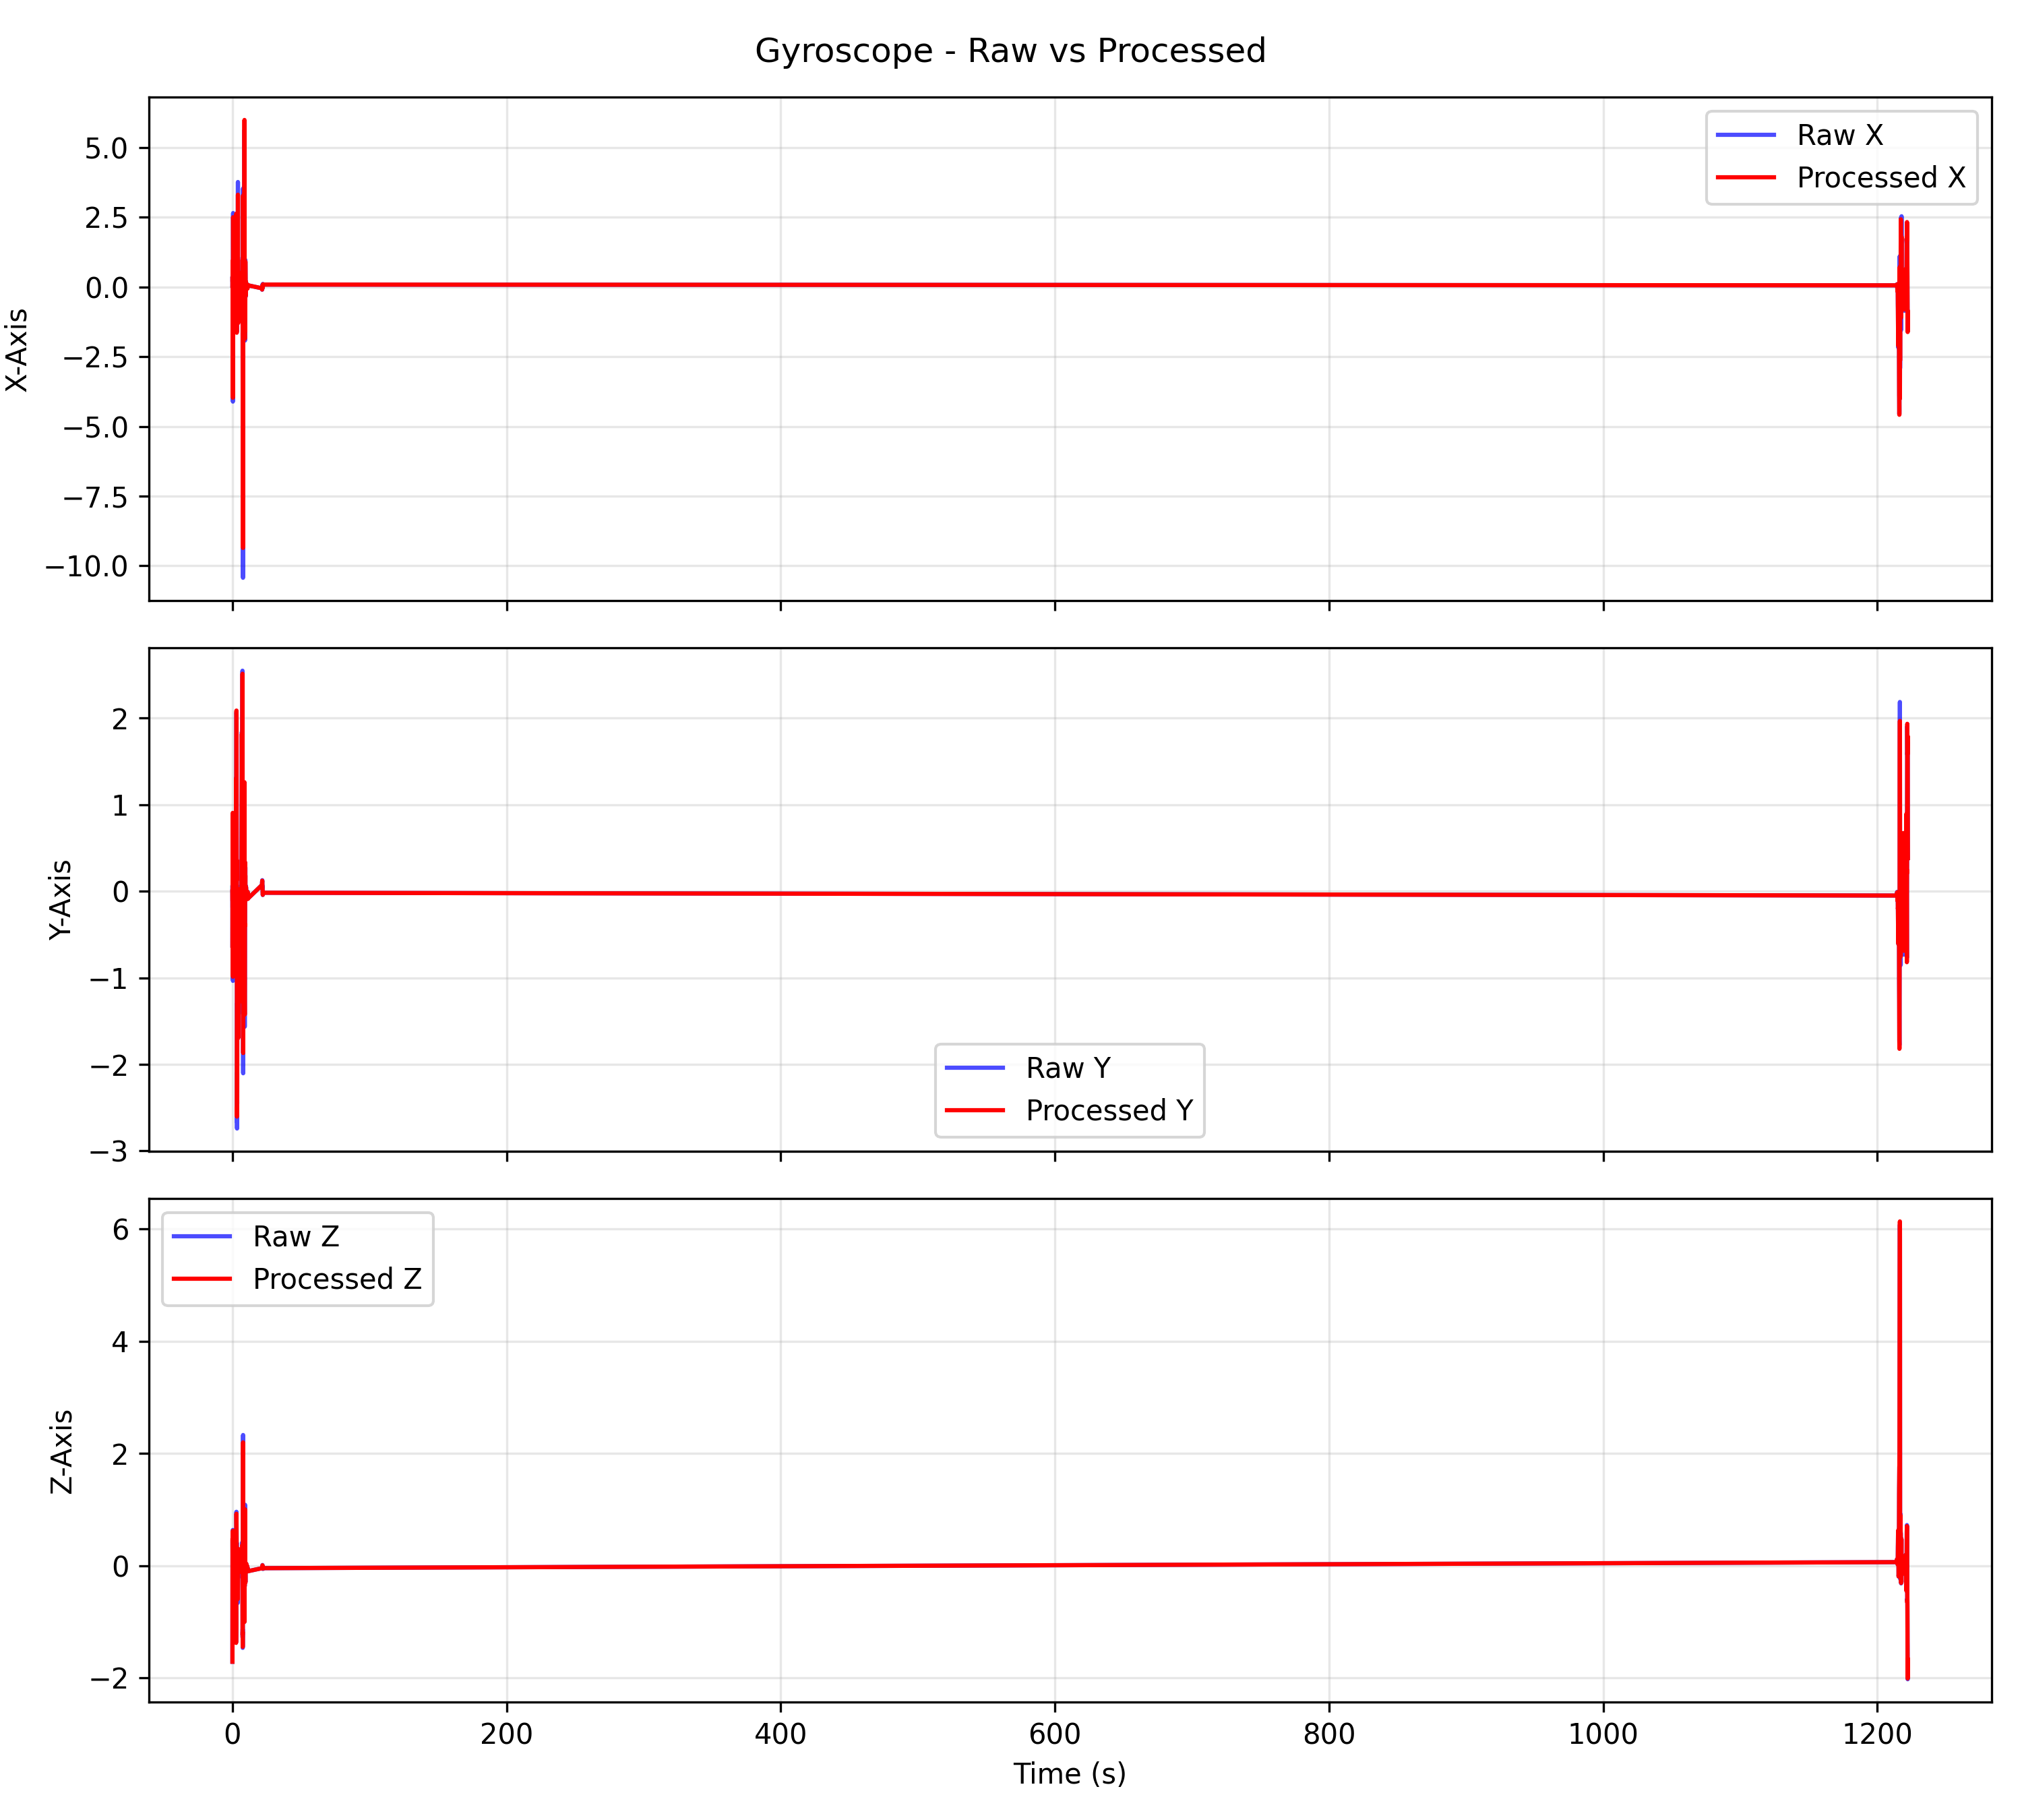 Gyroscope - Raw vs Processed
X-Axis
5.0
2.5
0.0
−2.5
−5.0
−7.5
−10.0
Raw X
Processed X
Y-Axis
2
1
0
−1
−2
−3
Raw Y
Processed Y
Z-Axis
6
4
2
0
−2
Raw Z
Processed Z
0 200 400 600 800 1000 1200
Time (s)